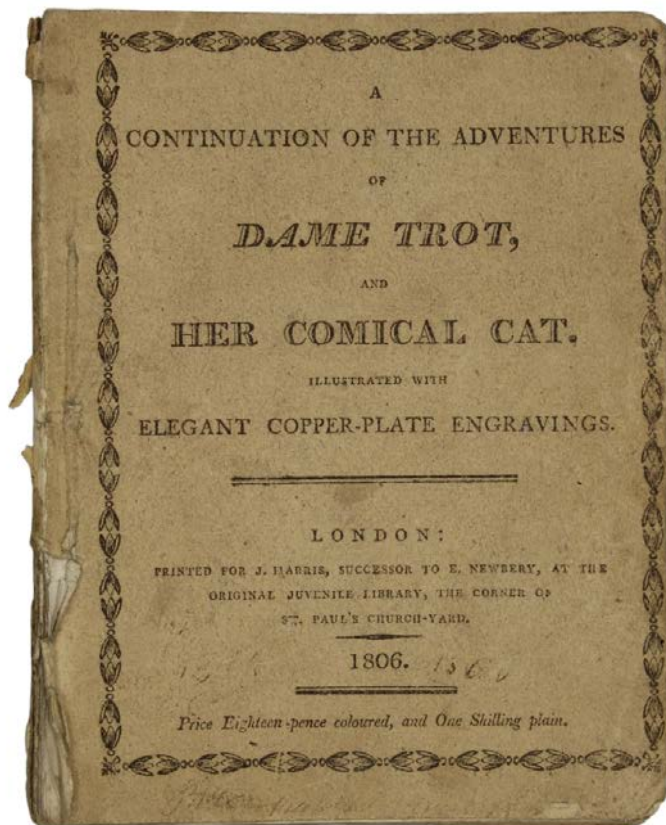 A
CONTINUATION OF THE ADVENTURES
OF
DAME TROT,
AND
HER COMICAL CAT.
ILLUSTRATED WITH
ELEGANT COPPER-PLATE ENGRAVINGS.
LONDON:
PRINTED FOR J. HARRIS, SUCCESSOR TO E. NEWBERY, AT THE
ORIGINAL JUVENILE LIBRARY, THE CORNER OF
ST. PAUL'S CHURCH-YARD.
1806.
Price Eighteen-pence coloured, and One Shilling plain.